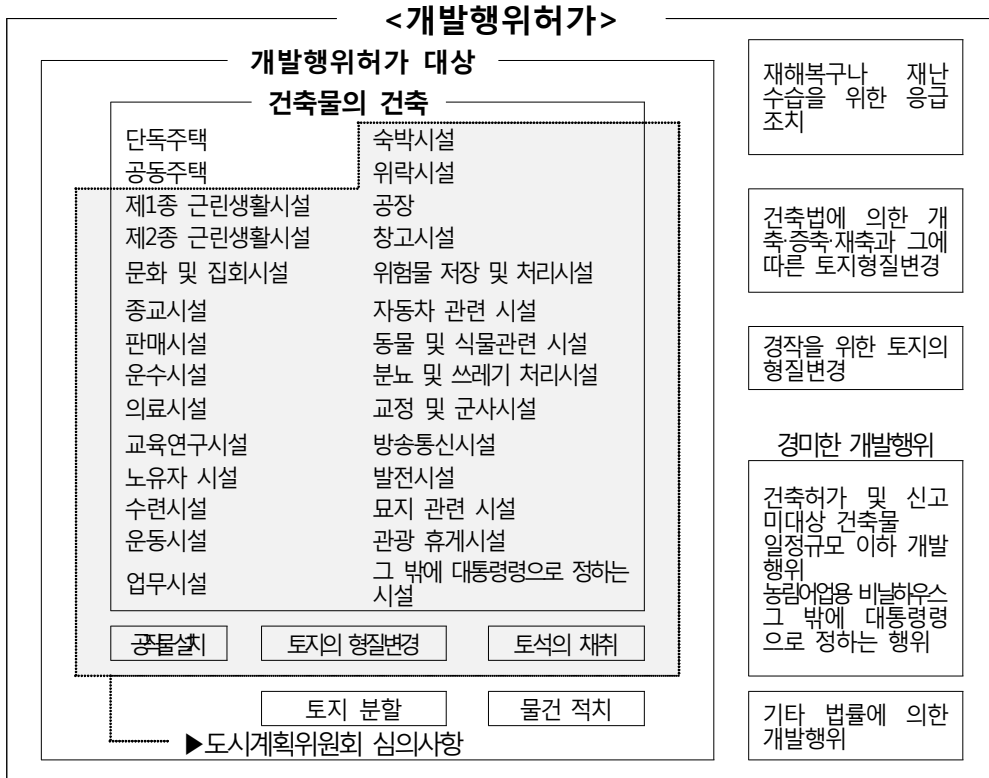 <개발행위허가>
개발행위허가 대상
건축물의 건축
단독주택
공동주택
제1종 근린생활시설
제2종 근린생활시설
문화 및 집회시설
종교시설
판매시설
운수시설
의료시설
교육연구시설
노유자 시설
수련시설
운동시설
업무시설
숙박시설
위락시설
공장
창고시설
위험물 저장 및 처리시설
자동차 관련 시설
동물 및 식물관련 시설
분뇨 및 쓰레기 처리시설
교정 및 군사시설
방송통신시설
발전시설
묘지 관련 시설
관광 휴게시설
그 밖에 대통령령으로 정하는
시설
공작물설치
토지의 형질변경
토석의 채취
토지 분할
물건 적치
▶도시계획위원회 심의사항
재해복구나 재난
수습을 위한 응급
조치
건축법에 의한 개
축·증축·재축과 그에
따른 토지형질변경
경작을 위한 토지의
형질변경
경미한 개발행위
건축허가 및 신고
미대상 건축물
일정규모 이하 개발
행위
농림어업용 비닐하우스
그 밖에 대통령령
으로 정하는 행위
기타 법률에 의한
개발행위